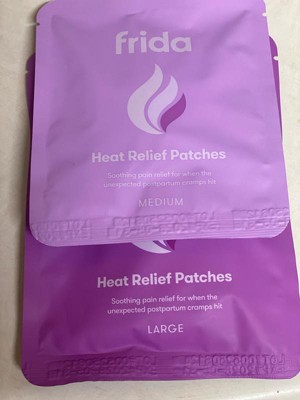 frida
Heat Relief Patches
Soothing pain relief for when the
unexpected postpartum cramps hit
MEDIUM
Heat Relief Patches
Soothing pain relief for when the
unexpected postpartum cramps hit
LARGE